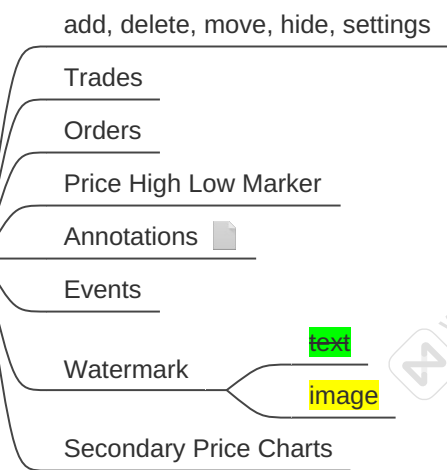 add, delete, move, hide, settings
Trades
Orders
Price High Low Marker
Annotations
Events
text
Watermark
image
Secondary Price Charts